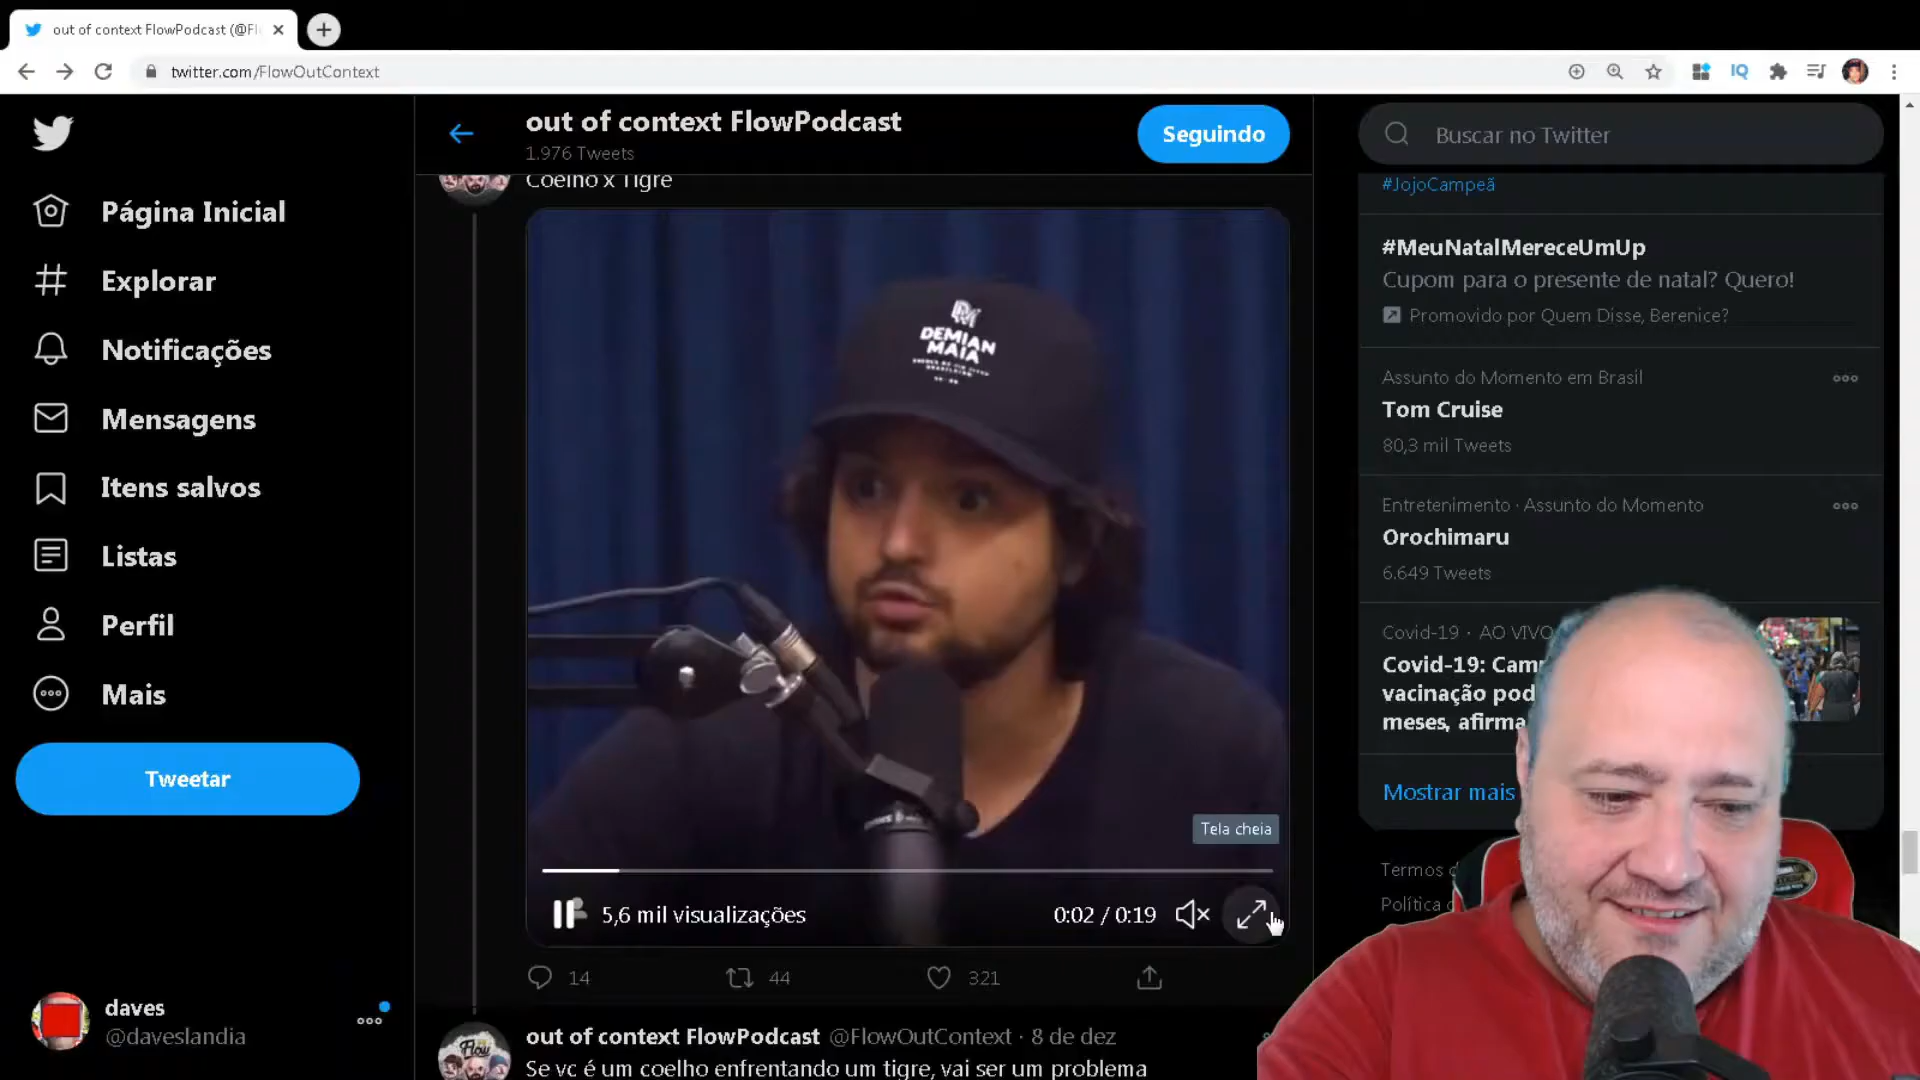 out of context FlowPodcast (@Fl
twitter.com/FlowOutContext
IQ
Página Inicial
Explorar
Notificações
Mensagens
Itens salvos
Listas
Perfil
Mais
Tweetar
daves
@daveslandia
out of context FlowPodcast
1.976 Tweets
Seguindo
Coelho x Tigre
DM
DEMIAN
MAIA
Tela cheia
5,6 mil visualizações
0:02 / 0:19
14
44
321
out of context FlowPodcast @FlowOutContext · 8 de dez
Flow
Se vc é um coelho enfrentando um tigre, vai ser um problema
Buscar no Twitter
#JojoCampeã
#MeuNatalMereceUmUp
Cupom para o presente de natal? Quero!
Promovido por Quem Disse, Berenice?
Assunto do Momento em Brasil
Tom Cruise
80,3 mil Tweets
Entretenimento · Assunto do Momento
Orochimaru
6.649 Tweets
Covid-19 · AO VIVO
Covid-19: Cam
vacinação pod
meses, afirma
Mostrar mais
Termos d
Política d